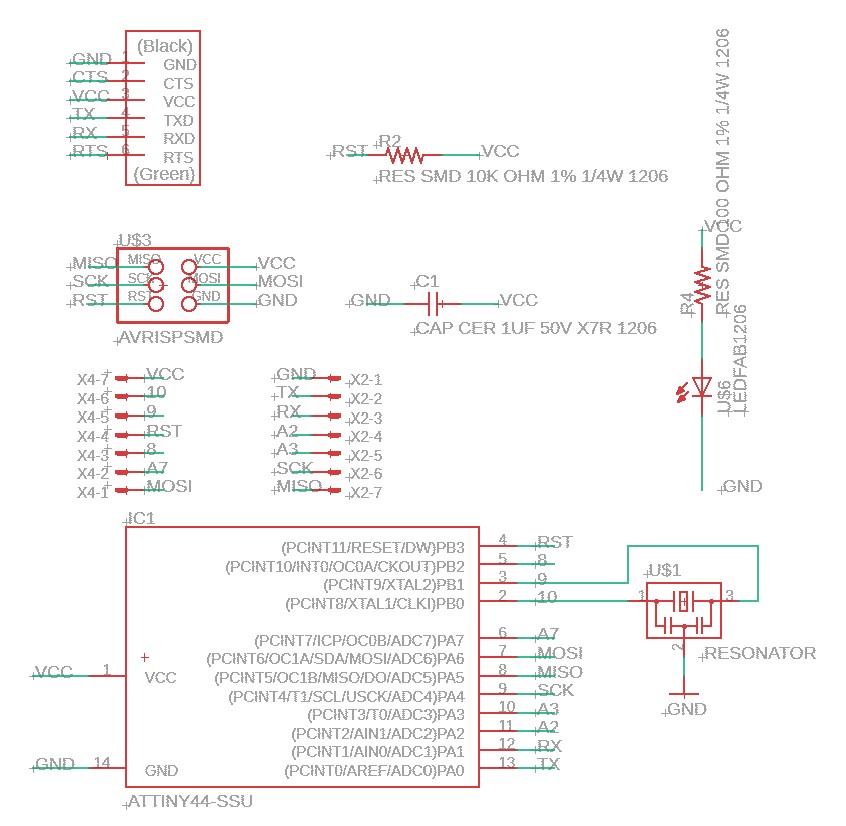 (Black)
GND 1 GND
CTS 2 CTS
VCC 3 VCC
TX 4 TXD
RX 5 RXD
RTS 6 RTS
(Green)
R2
RST VCC
RES SMD 10K OHM 1% 1/4W 1206
VCC
R4
RES SMD 100 OHM 1% 1/4W 1206
U$6
LEDFAB1206
GND
U$3
MISO MISO VCC VCC
SCK SCK MOSI MOSI
RST RST GND GND
AVRISPSMD
C1
GND VCC
CAP CER 1UF 50V X7R 1206
X4-7 VCC
X4-6 10
X4-5 9
X4-4 RST
X4-3 8
X4-2 A7
X4-1 MOSI
GND X2-1
TX X2-2
RX X2-3
A2 X2-4
A3 X2-5
SCK X2-6
MISO X2-7
IC1
(PCINT11/RESET/DW)PB3 4 RST
(PCINT10/INT0/OC0A/CKOUT)PB2 5 8
(PCINT9/XTAL2)PB1 3 9
(PCINT8/XTAL1/CLKI)PB0 2 10
(PCINT7/ICP/OC0B/ADC7)PA7 6 A7
(PCINT6/OC1A/SDA/MOSI/ADC6)PA6 7 MOSI
(PCINT5/OC1B/MISO/DO/ADC5)PA5 8 MISO
(PCINT4/T1/SCL/USCK/ADC4)PA4 9 SCK
(PCINT3/T0/ADC3)PA3 10 A3
(PCINT2/AIN1/ADC2)PA2 11 A2
(PCINT1/AIN0/ADC1)PA1 12 RX
(PCINT0/AREF/ADC0)PA0 13 TX
VCC 1 VCC
GND 14 GND
ATTINY44-SSU
U$1
1 3
2
RESONATOR
GND